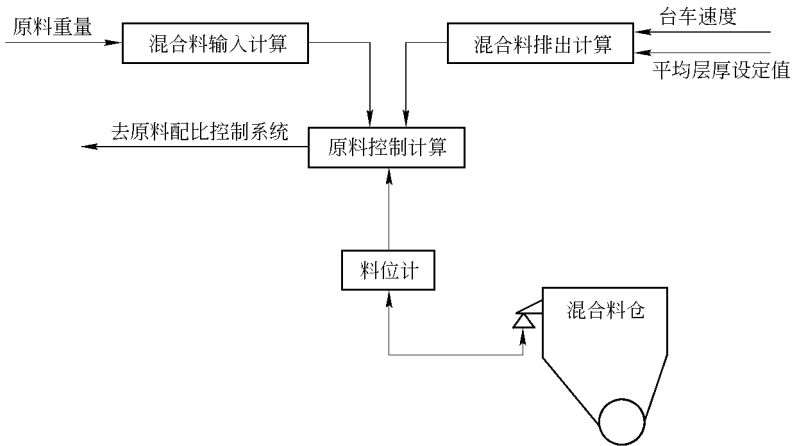 原料重量
混合料输入计算
混合料排出计算
台车速度
平均层厚设定值
去原料配比控制系统
原料控制计算
料位计
混合料仓